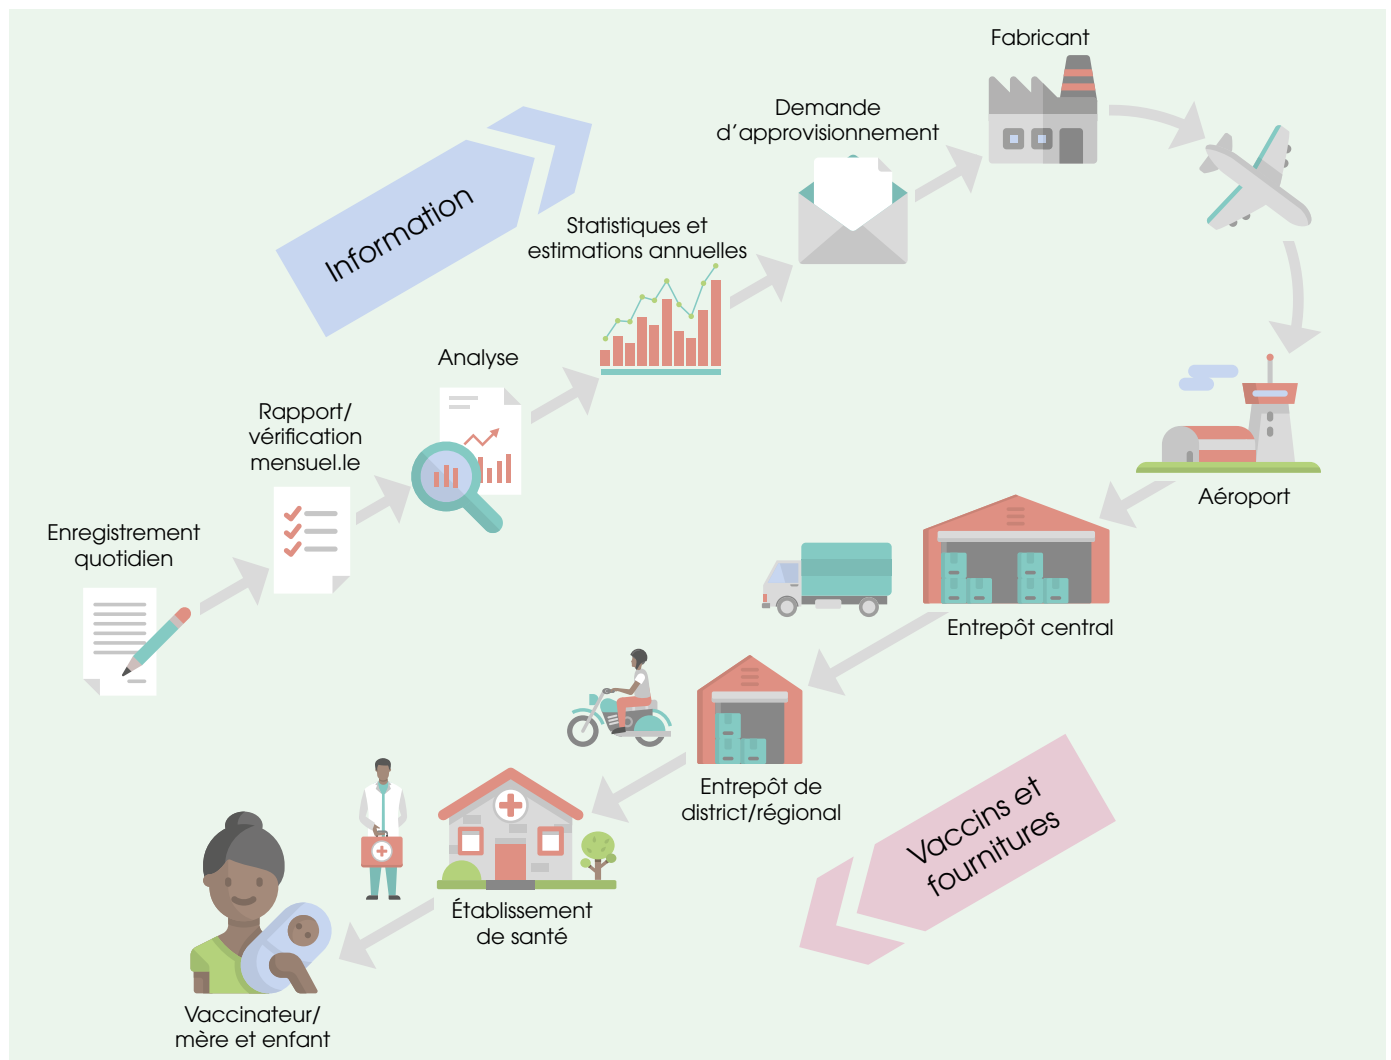 Fabricant
Demande
d’approvisionnement
Information
Statistiques et
estimations annuelles
Analyse
Rapport/
vérification
mensuel.le
Enregistrement
quotidien
Aéroport
Entrepôt central
Entrepôt de
district/régional
Vaccins et
fournitures
Établissement
de santé
Vaccinateur/
mère et enfant